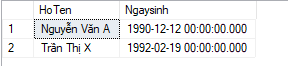 HoTen Ngaysinh
1 Nguyễn Văn A 1990-12-12 00:00:00.000
2 Trần Thị X 1992-02-19 00:00:00.000